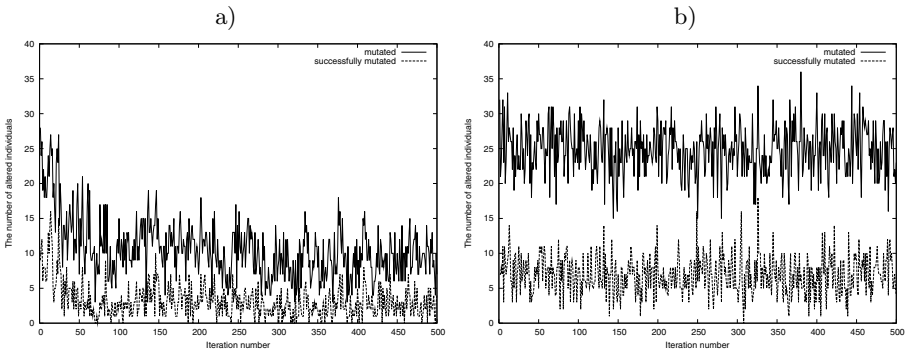 a)
40
35
30
25
20
15
10
5
0
0 50 100 150 200 250 300 350 400 450 500
The number of altered individuals
Iteration number
mutated
successfully mutated
b)
40
35
30
25
20
15
10
5
0
0 50 100 150 200 250 300 350 400 450 500
The number of altered individuals
Iteration number
mutated
successfully mutated